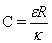 C = εR/κ